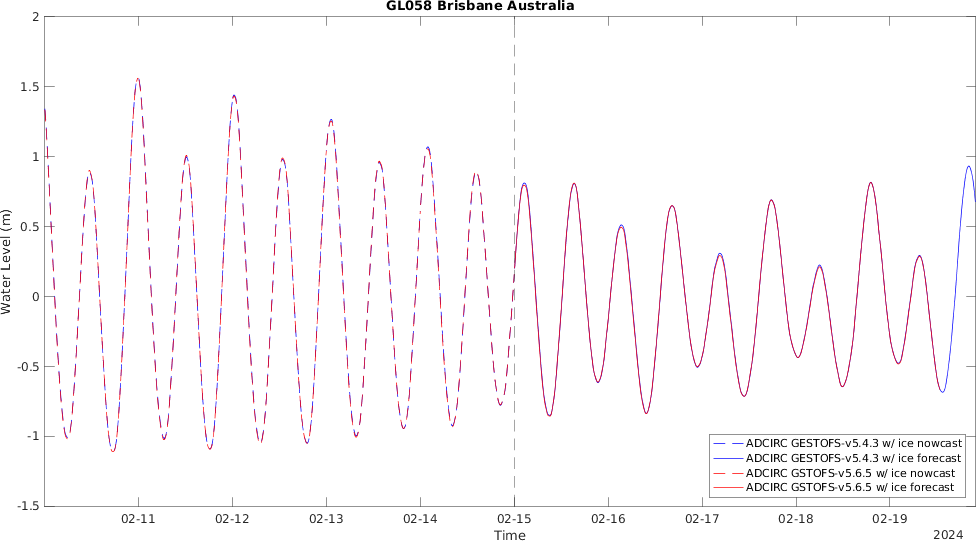 GL058 Brisbane Australia
2
1.5
1
0.5
0
-0.5
-1
-1.5
Water Level (m)
02-11
02-12
02-13
02-14
02-15
02-16
02-17
02-18
02-19
Time
2024
ADCIRC GESTOFS-v5.4.3 w/ ice nowcast
ADCIRC GESTOFS-v5.4.3 w/ ice forecast
ADCIRC GSTOFS-v5.6.5 w/ ice nowcast
ADCIRC GSTOFS-v5.6.5 w/ ice forecast